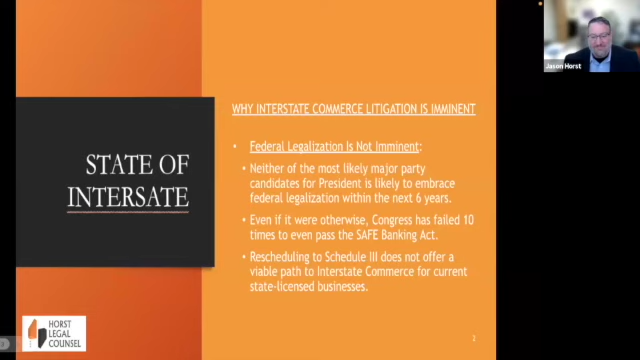 Jason Horst
WHY INTERSTATE COMMERCE LITIGATION IS IMMINENT
STATE OF
INTERSATE
• Federal Legalization Is Not Imminent:
• Neither of the most likely major party
candidates for President is likely to embrace
federal legalization within the next 6 years.
• Even if it were otherwise, Congress has failed 10
times to even pass the SAFE Banking Act.
• Rescheduling to Schedule III does not offer a
viable path to Interstate Commerce for current
state-licensed businesses.
HORST
LEGAL
COUNSEL